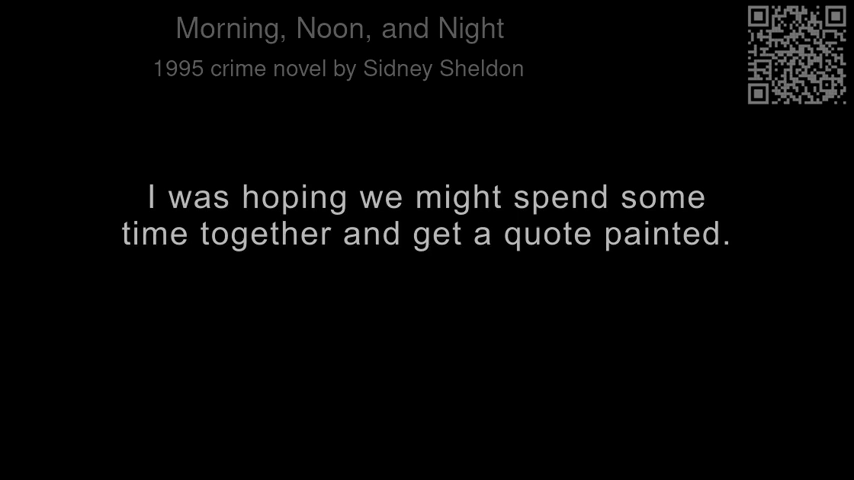 Morning, Noon, and Night
1995 crime novel by Sidney Sheldon
I was hoping we might spend some
time together and get a quote painted.